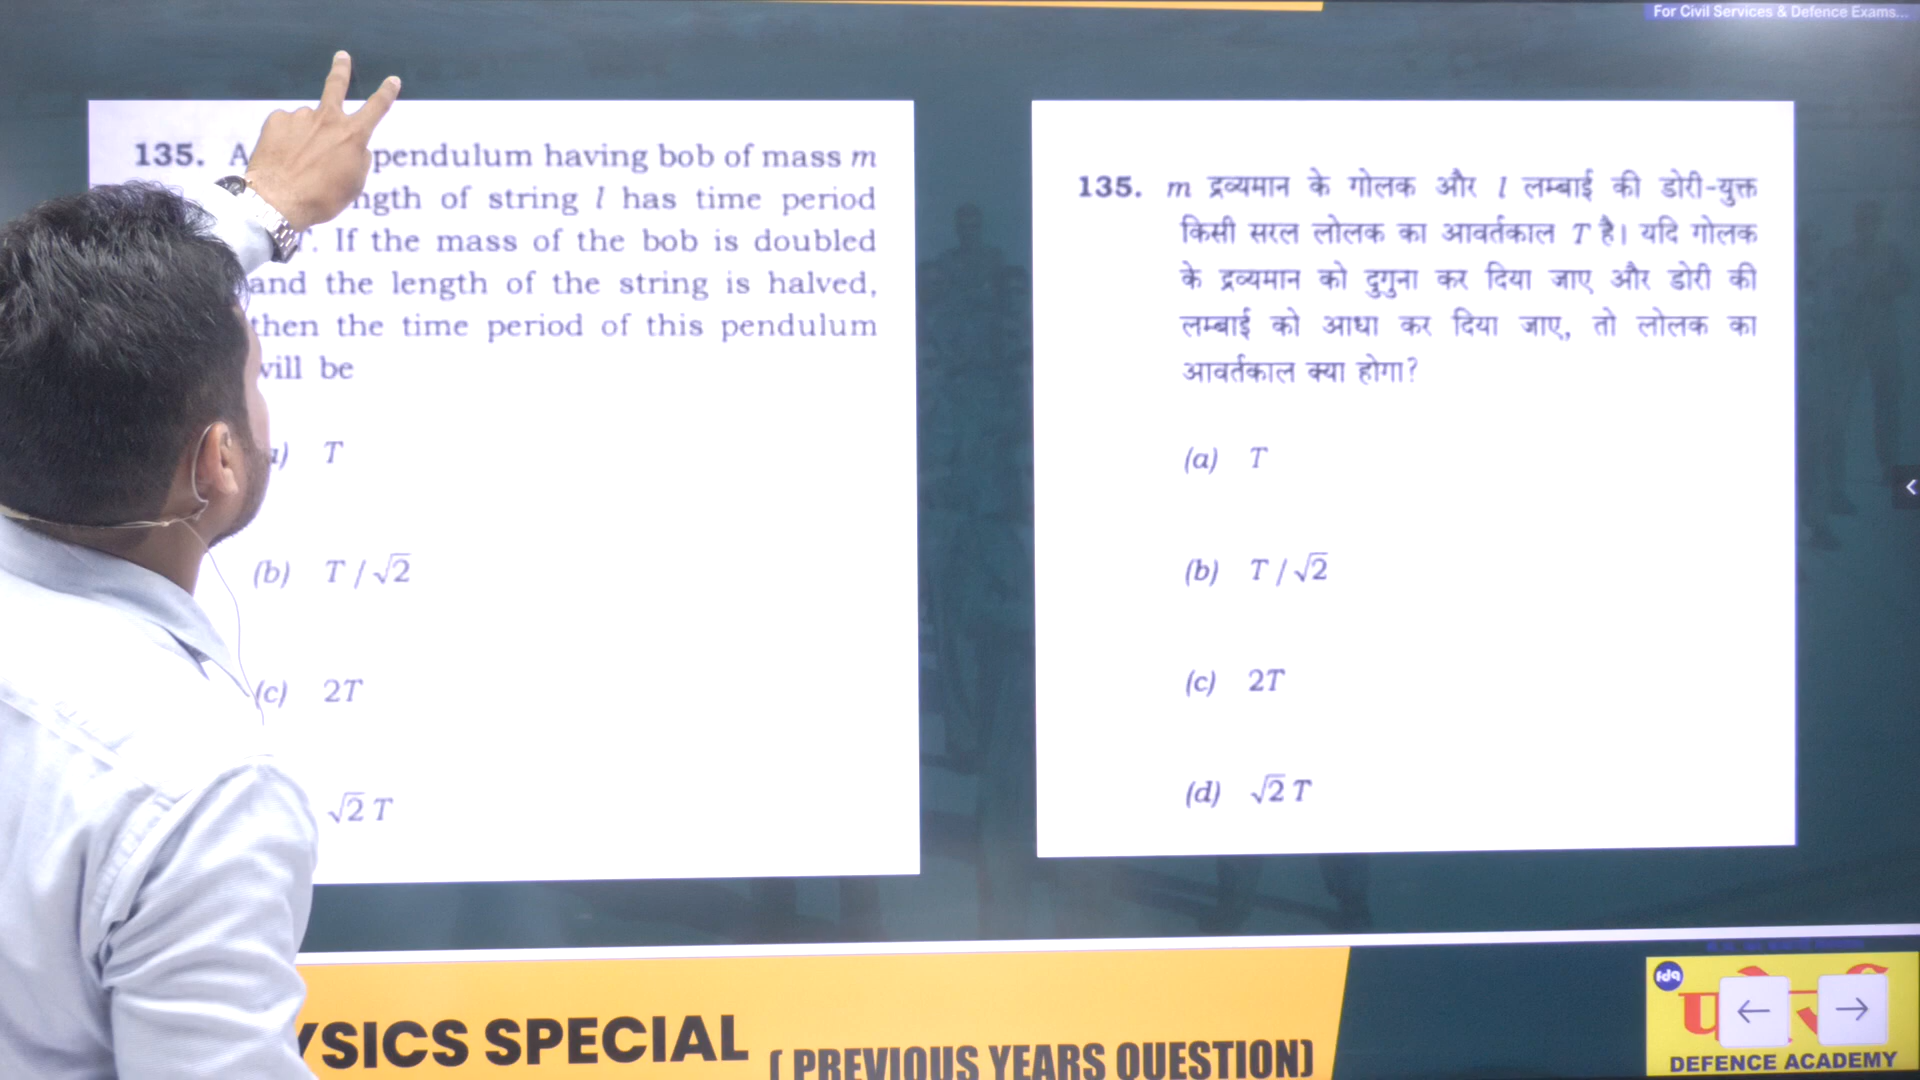 For Civil Services & Defence Exams...
135. A pendulum having bob of mass m
ngth of string l has time period
T. If the mass of the bob is doubled
and the length of the string is halved,
then the time period of this pendulum
will be
a) T
(b) T / √2
(c) 2T
√2 T
135. m द्रव्यमान के गोलक और l लम्बाई की डोरी-युक्त
किसी सरल लोलक का आवर्तकाल T है। यदि गोलक
के द्रव्यमान को दुगुना कर दिया जाए और डोरी की
लम्बाई को आधा कर दिया जाए, तो लोलक का
आवर्तकाल क्या होगा?
(a) T
(b) T / √2
(c) 2T
(d) √2 T
YSICS SPECIAL
( PREVIOUS YEARS QUESTION)
DEFENCE ACADEMY